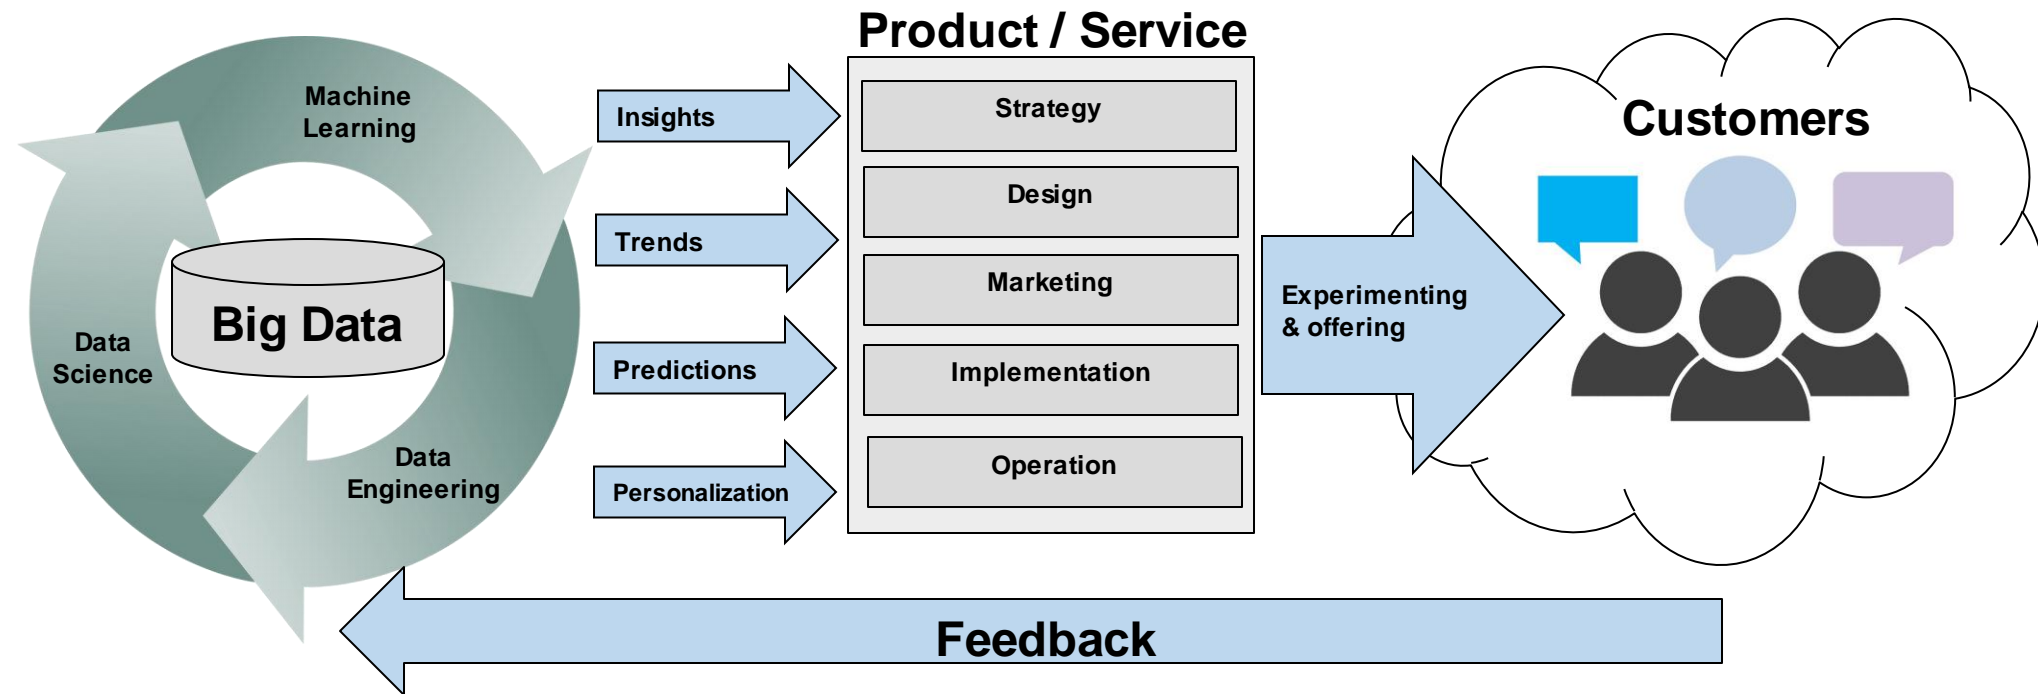 Machine
Learning
Data
Science
Big Data
Data
Engineering
Insights
Trends
Predictions
Personalization
Product / Service
Strategy
Design
Marketing
Implementation
Operation
Experimenting
& offering
Customers
Feedback